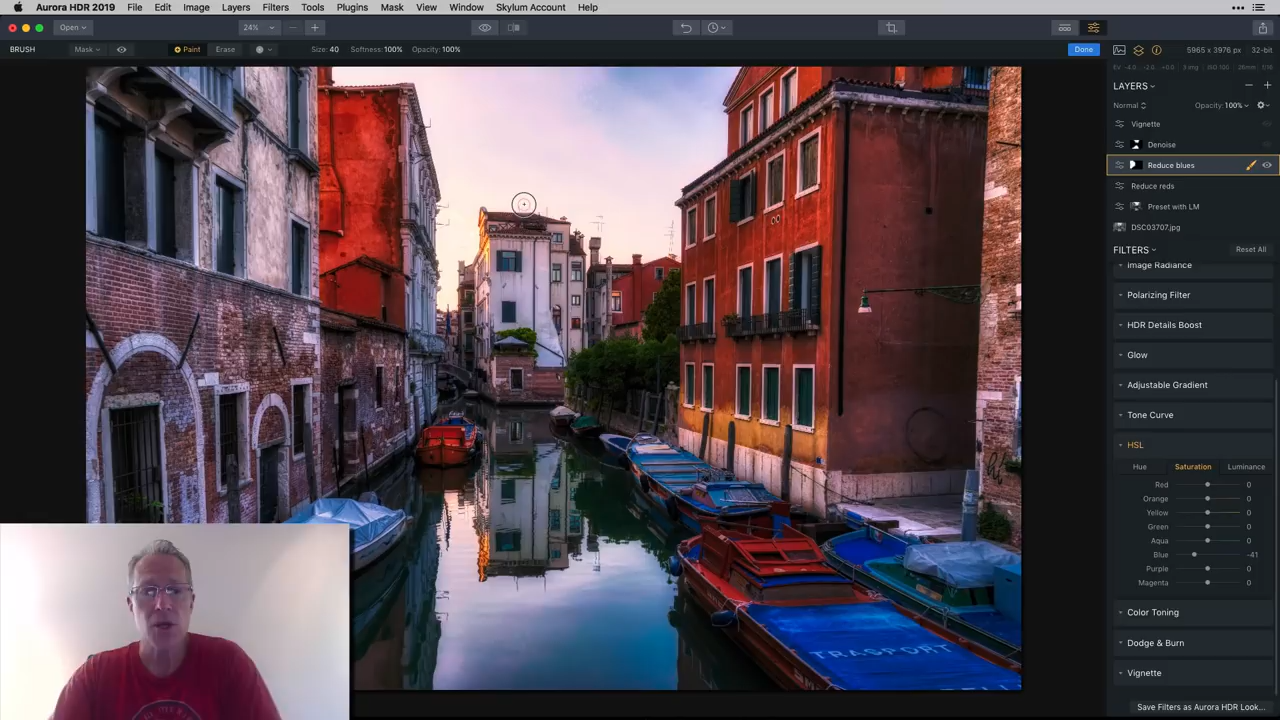 Aurora HDR 2019 File Edit Image Layers Filters Tools Plugins Mask View Window Skylum Account Help
Open 24%
BRUSH Mask Paint Erase Size: 40 Softness: 100% Opacity: 100% Done
5965 x 3976 px 32-bit
ISO 100
LAYERS
Normal Opacity: 100%
Vignette
Denoise
Reduce blues
Reduce reds
Preset with LM
DSC03707.jpg
FILTERS Reset All
Image Radiance
Polarizing Filter
HDR Details Boost
Glow
Adjustable Gradient
Tone Curve
HSL
Hue Saturation Luminance
Red 0
Orange 0
Yellow 0
Green 0
Aqua 0
Blue -41
Purple 0
Magenta 0
Color Toning
Dodge & Burn
Vignette
Save Filters as Aurora HDR Look...
TRASPORT